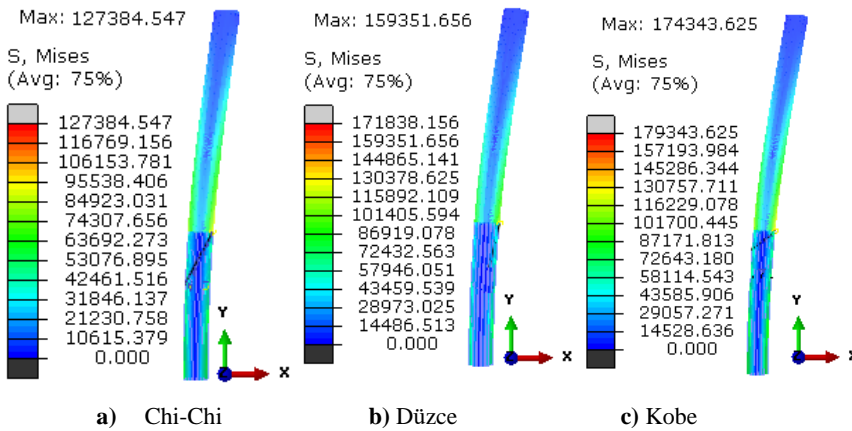 Max: 127384.547
S, Mises
(Avg: 75%)
127384.547
116769.156
106153.781
95538.406
84923.031
74307.656
63692.273
53076.895
42461.516
31846.137
21230.758
10615.379
0.000
Y
X
a) Chi-Chi
Max: 159351.656
S, Mises
(Avg: 75%)
171838.156
159351.656
144865.141
130378.625
115892.109
101405.594
86919.078
72432.563
57946.051
43459.539
28973.025
14486.513
0.000
Y
X
b) Düzce
Max: 174343.625
S, Mises
(Avg: 75%)
179343.625
157193.984
145286.344
130757.711
116229.078
101700.445
87171.813
72643.180
58114.543
43585.906
29057.271
14528.636
0.000
Y
X
c) Kobe